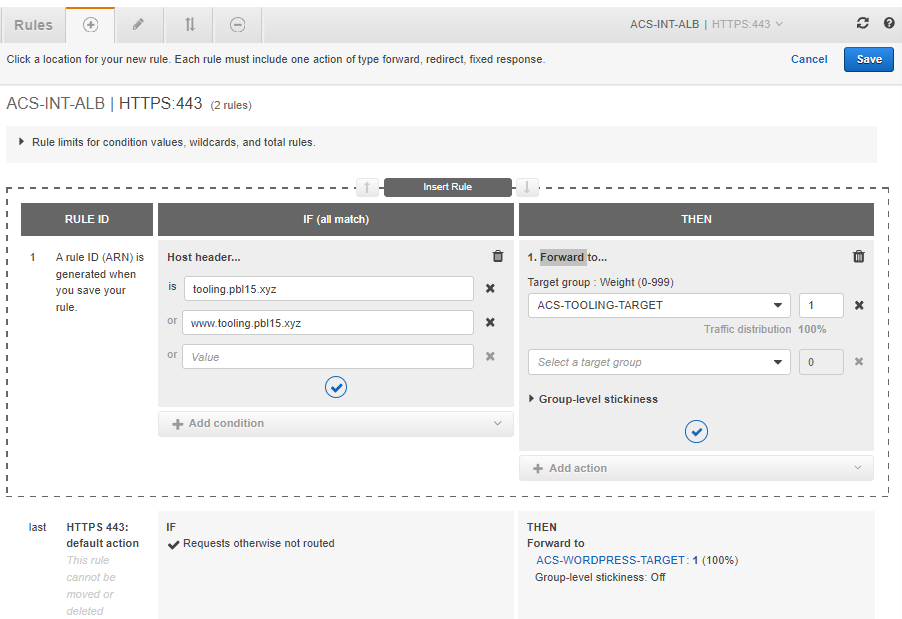 Rules
ACS-INT-ALB | HTTPS:443
Click a location for your new rule. Each rule must include one action of type forward, redirect, fixed response.
Cancel
Save
ACS-INT-ALB | HTTPS:443 (2 rules)
Rule limits for condition values, wildcards, and total rules.
Insert Rule
RULE ID
IF (all match)
THEN
1
A rule ID (ARN) is
generated when
you save your
rule.
Host header...
is
tooling.pbl15.xyz
or
www.tooling.pbl15.xyz
or
Value
Add condition
1. Forward to...
Target group : Weight (0-999)
ACS-TOOLING-TARGET
1
Traffic distribution 100%
Select a target group
0
Group-level stickiness
Add action
last
HTTPS 443:
default action
This rule
cannot be
moved or
deleted
IF
Requests otherwise not routed
THEN
Forward to
ACS-WORDPRESS-TARGET: 1 (100%)
Group-level stickiness: Off